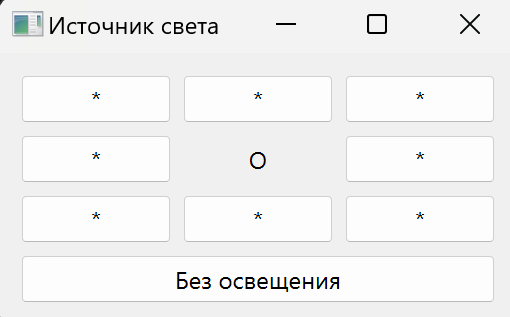 Источник света
* * *
* О *
* * *
Без освещения